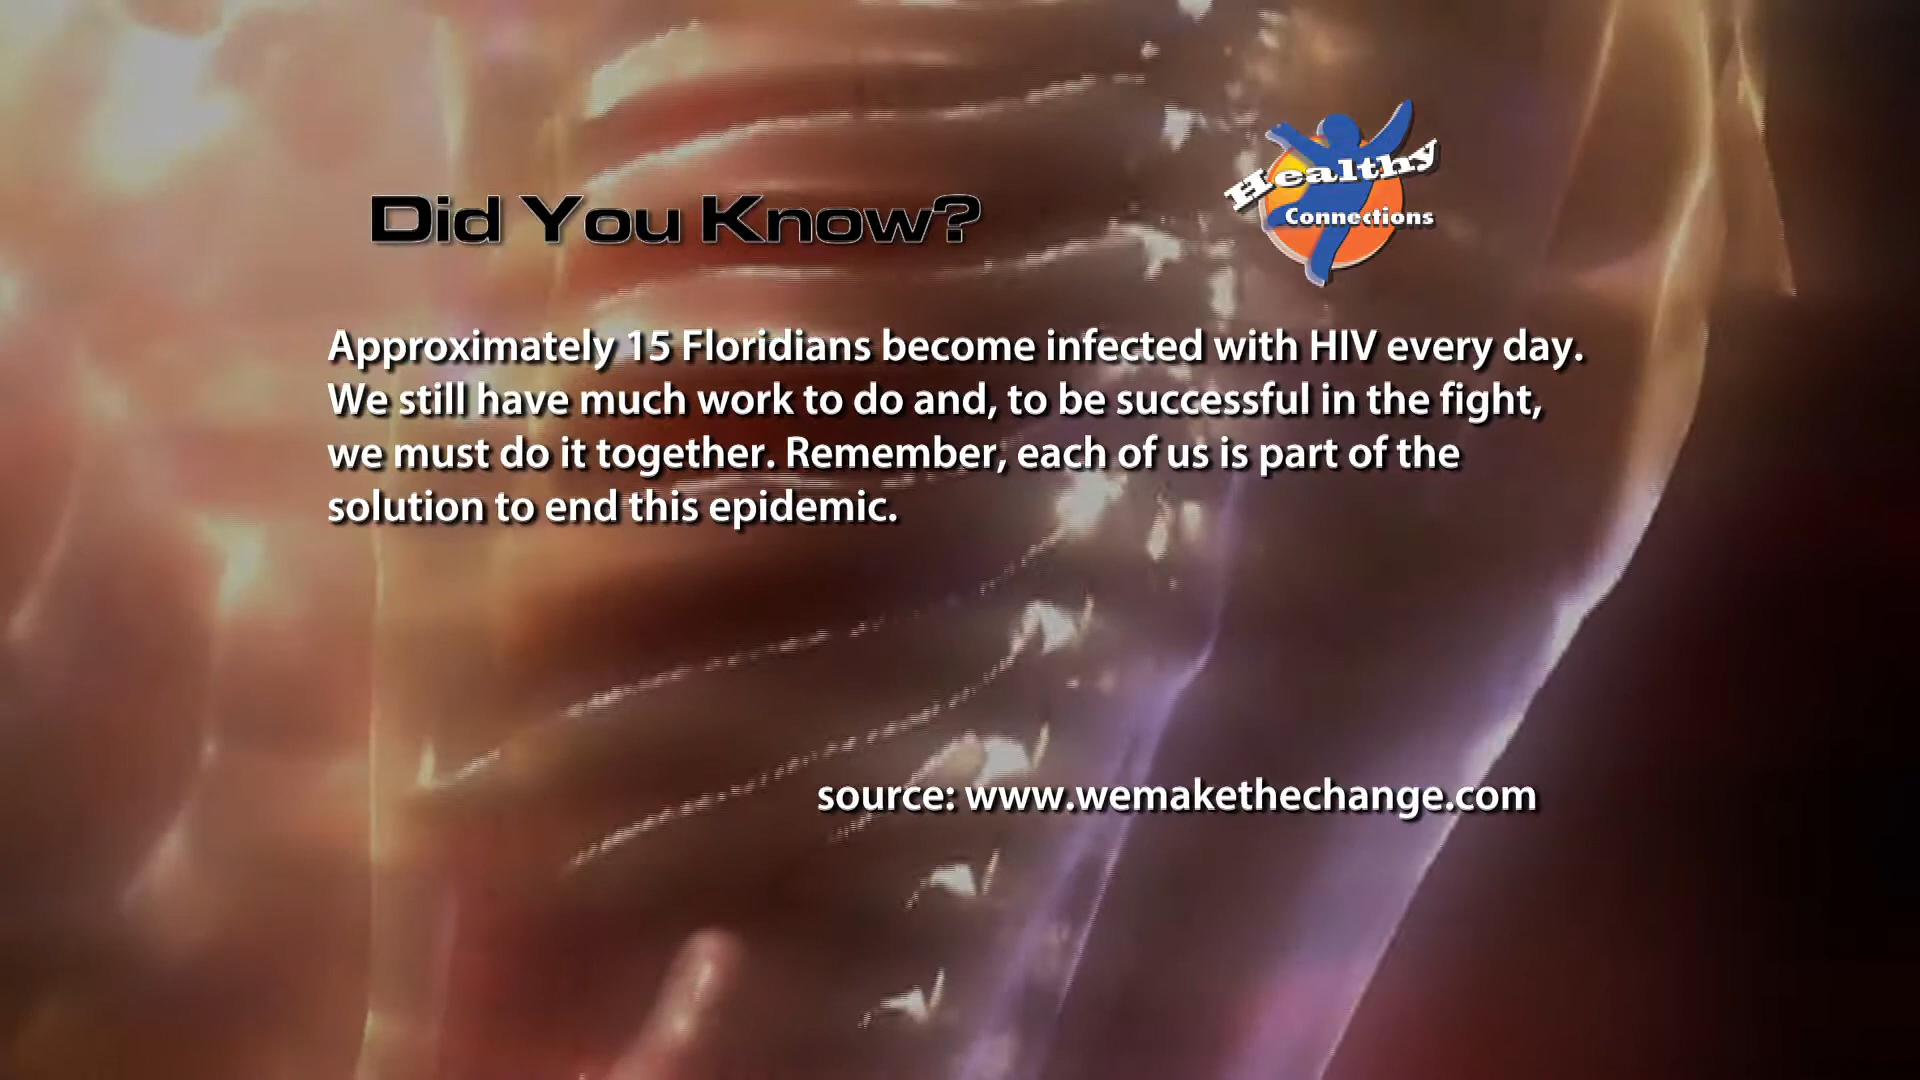 Healthy
Connections
Did You Know?
Approximately 15 Floridians become infected with HIV every day.
We still have much work to do and, to be successful in the fight,
we must do it together. Remember, each of us is part of the
solution to end this epidemic.
source: www.wemakethechange.com